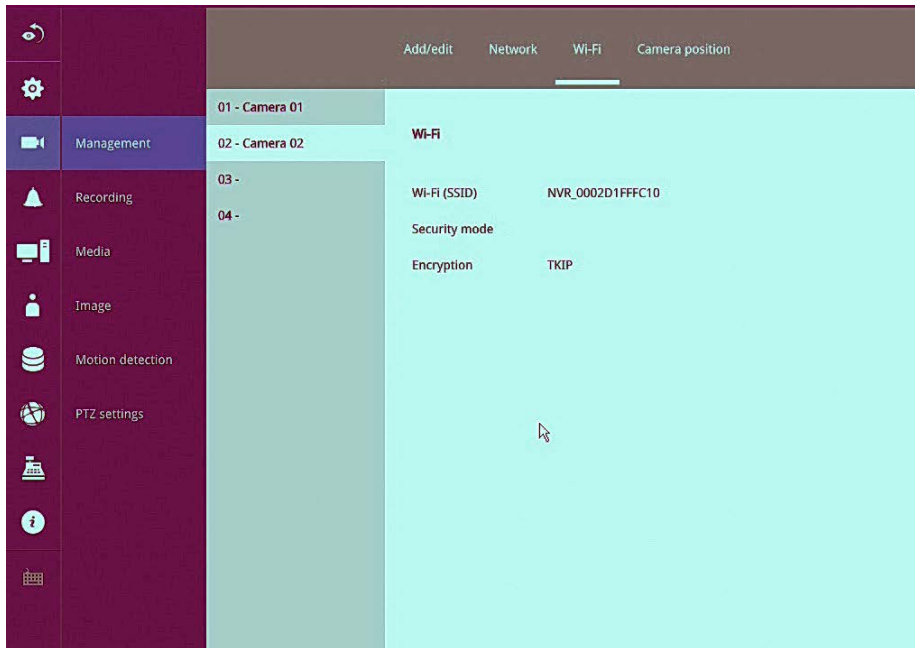 Add/edit Network Wi-Fi Camera position
Management
Recording
Media
Image
Motion detection
PTZ settings
01 - Camera 01
02 - Camera 02
03 -
04 -
Wi-Fi
Wi-Fi (SSID) NVR_0002D1FFFC10
Security mode
Encryption TKIP